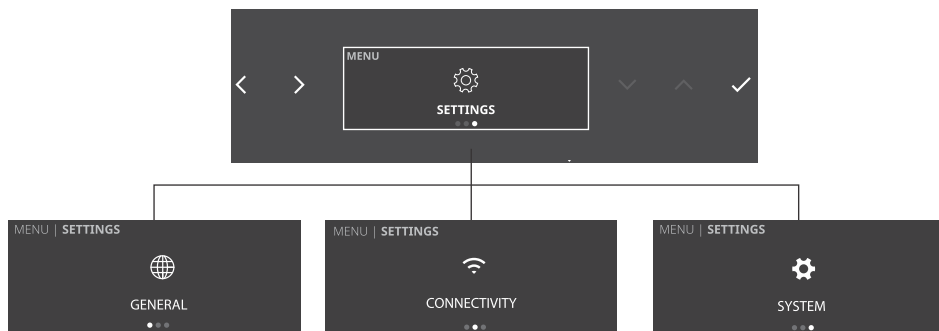 MENU
SETTINGS
MENU | SETTINGS
GENERAL
MENU | SETTINGS
CONNECTIVITY
MENU | SETTINGS
SYSTEM